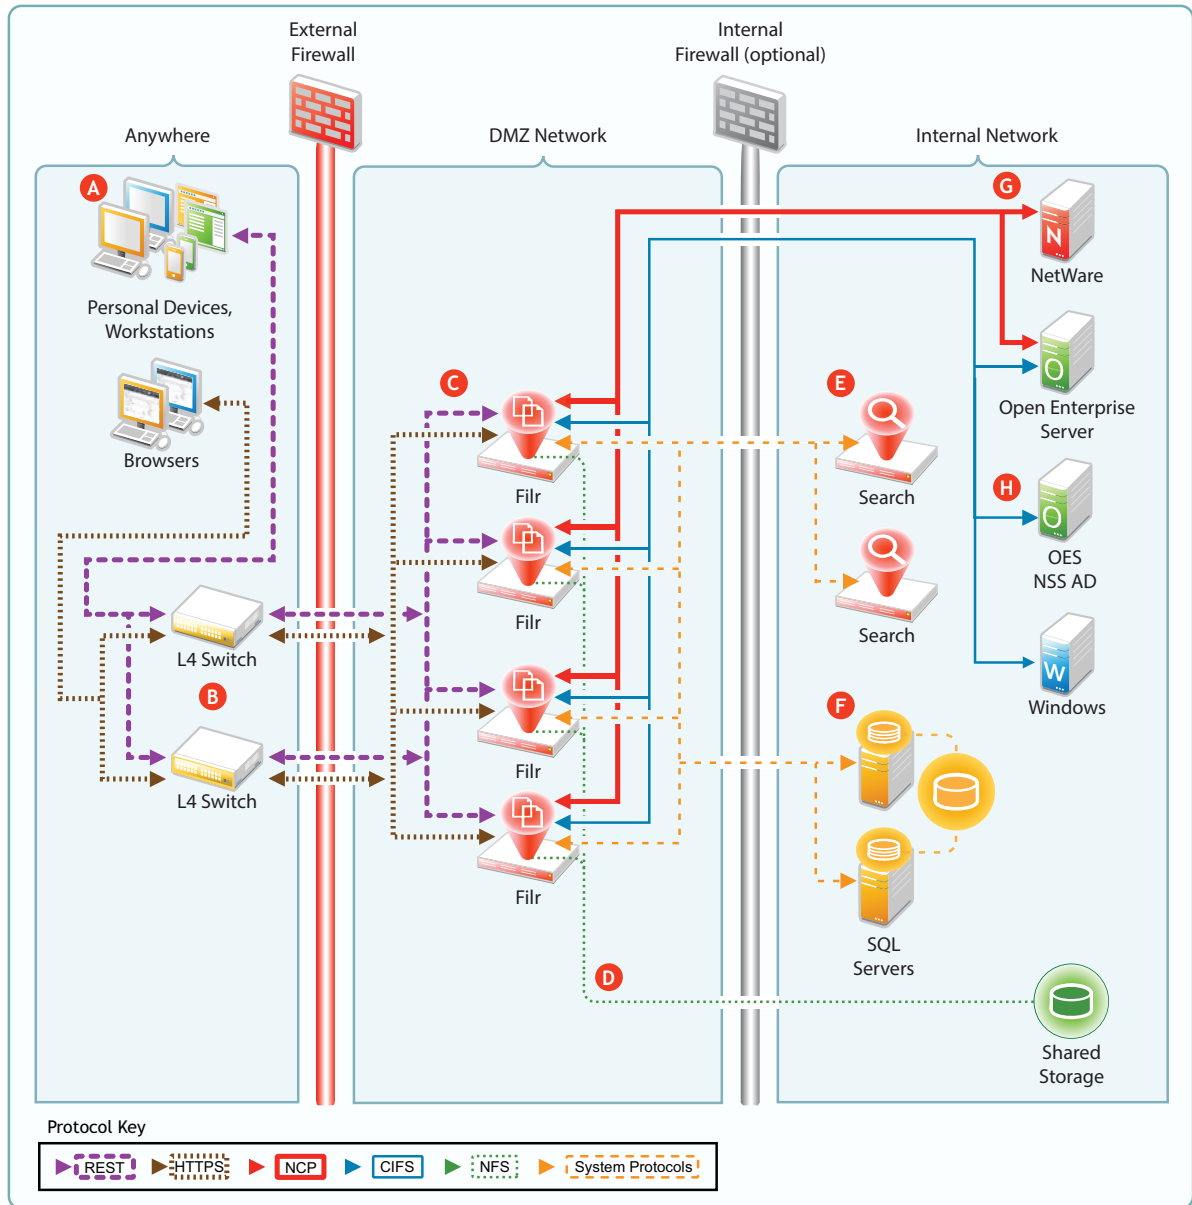 External
Firewall
Internal
Firewall (optional)
Anywhere
DMZ Network
Internal Network
A
Personal Devices,
Workstations
Browsers
L4 Switch
B
L4 Switch
C
Filr
Filr
Filr
Filr
D
E
Search
Search
F
SQL
Servers
G
N
NetWare
O
Open Enterprise
Server
H
O
OES
NSS AD
W
Windows
Shared
Storage
Protocol Key
REST
HTTPS
NCP
CIFS
NFS
System Protocols